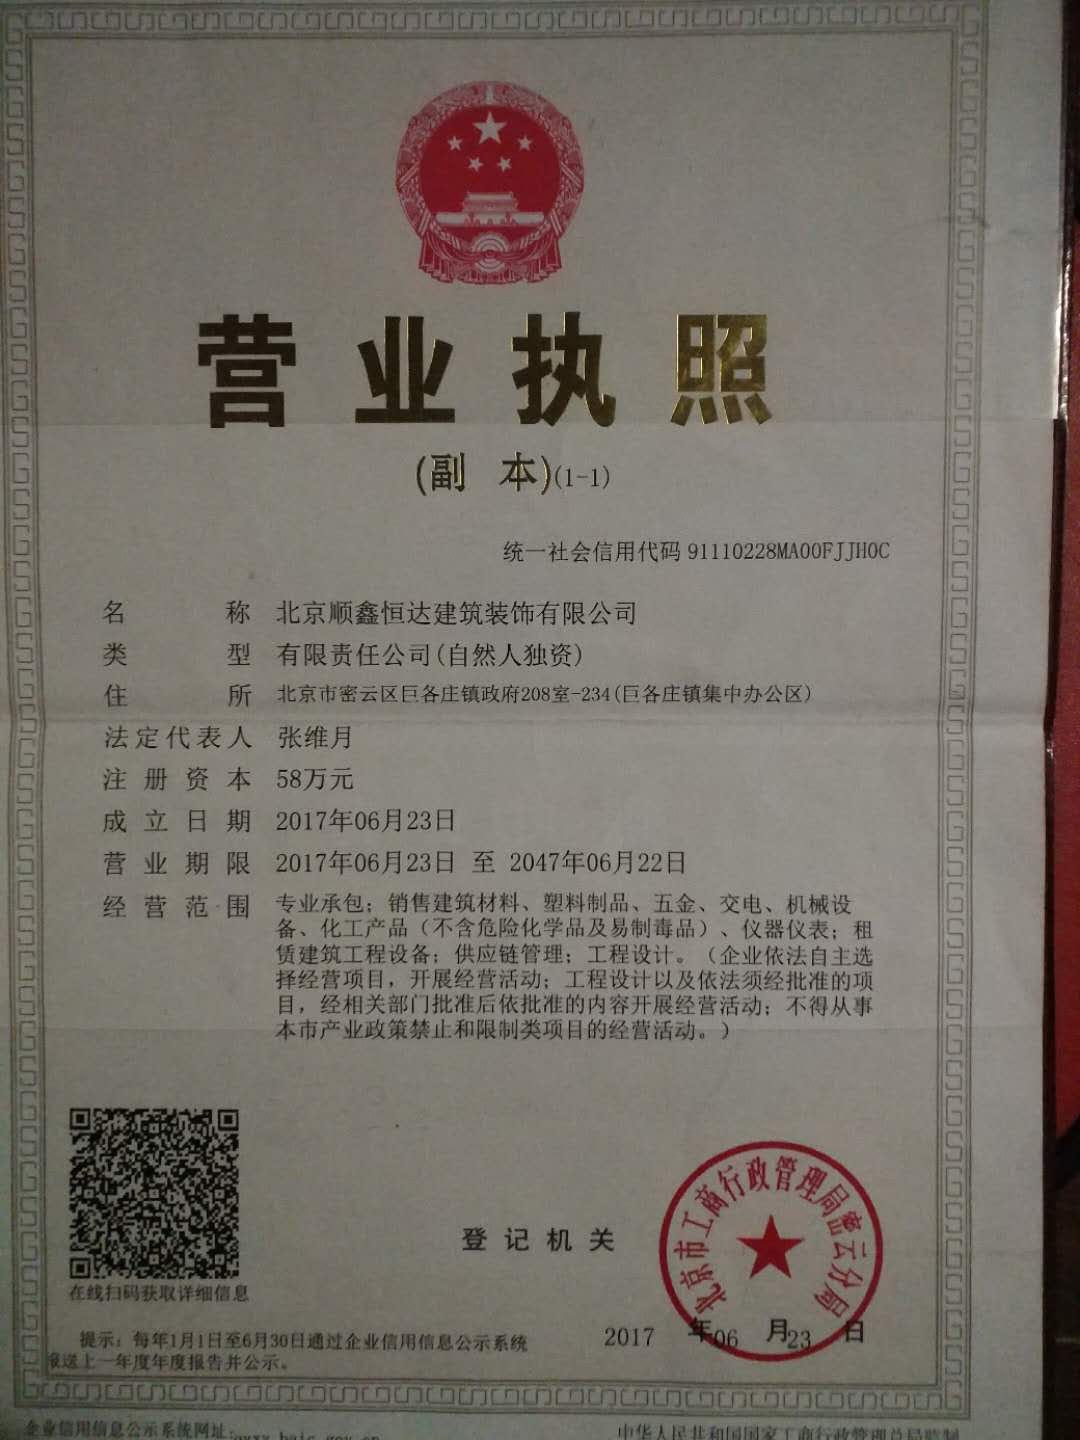 营业执照
(副 本)(1-1)
统一社会信用代码 91110228MA00FJJH0C
名 称 北京顺鑫恒达建筑装饰有限公司
类 型 有限责任公司(自然人独资)
住 所 北京市密云区巨各庄镇政府208室-234(巨各庄镇集中办公区)
法定代表人 张维月
注册资本 58万元
成立日期 2017年06月23日
营业期限 2017年06月23日 至 2047年06月22日
经营范围 专业承包；销售建筑材料、塑料制品、五金、交电、机械设
备、化工产品（不含危险化学品及易制毒品）、仪器仪表；租
赁建筑工程设备；供应链管理；工程设计。（企业依法自主选
择经营项目，开展经营活动；工程设计以及依法须经批准的项
目，经相关部门批准后依批准的内容开展经营活动；不得从事
本市产业政策禁止和限制类项目的经营活动。）
在线扫码获取详细信息
登记机关
北京市工商行政管理局密云分局
2017 年06 月23 日
提示：每年1月1日至6月30日通过企业信用信息公示系统
报送上一年度年度报告并公示。
企业信用信息公示系统网址:
中华人民共和国国家工商行政管理总局监制